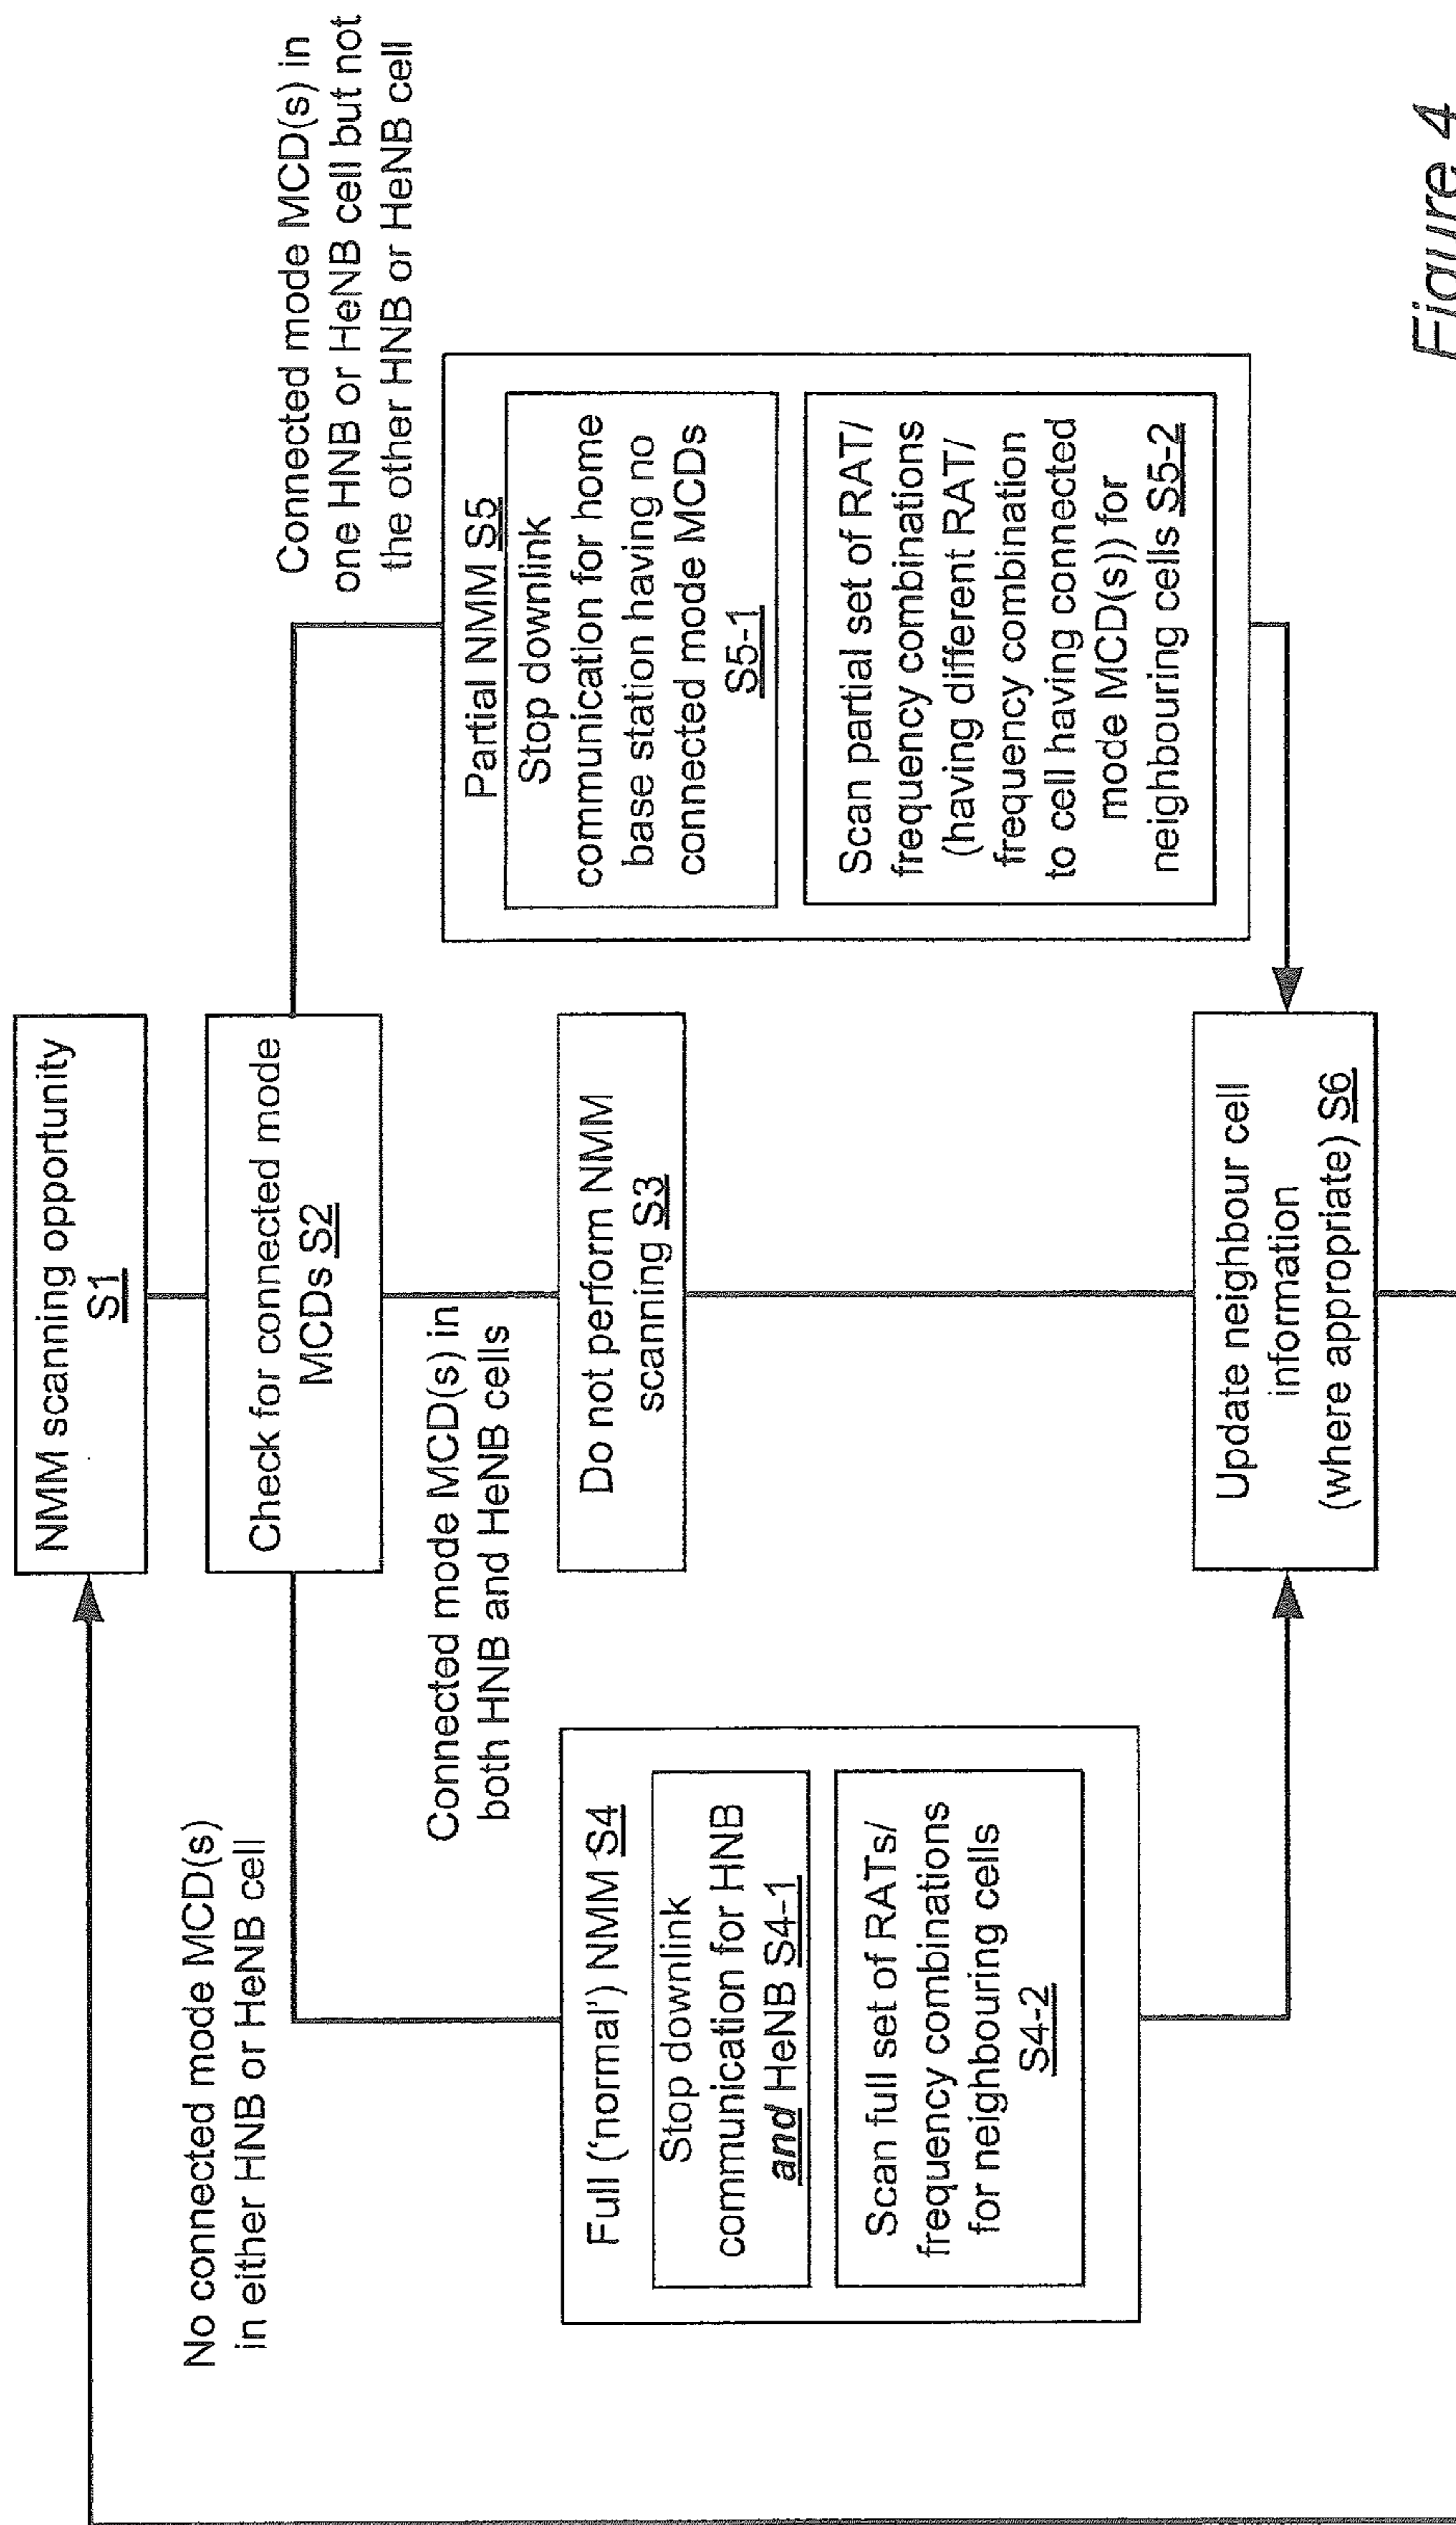 NMM scanning opportunity
S1
Check for connected mode
MCDs S2
No connected mode MCD(s)
in either HNB or HeNB cell
Connected mode MCD(s) in
both HNB and HeNB cells
Connected mode MCD(s) in
one HNB or HeNB cell but not
the other HNB or HeNB cell
Full (‘normal’) NMM S4
Stop downlink
communication for HNB
and HeNB S4-1
Scan full set of RATs/
frequency combinations
for neighbouring cells
S4-2
Do not perform NMM
scanning S3
Partial NMM S5
Stop downlink
communication for home
base station having no
connected mode MCDs
S5-1
Scan partial set of RAT/
frequency combinations
(having different RAT/
frequency combination
to cell having connected
mode MCD(s)) for
neighbouring cells S5-2
Update neighbour cell
information
(where appropriate) S6
Figure 4